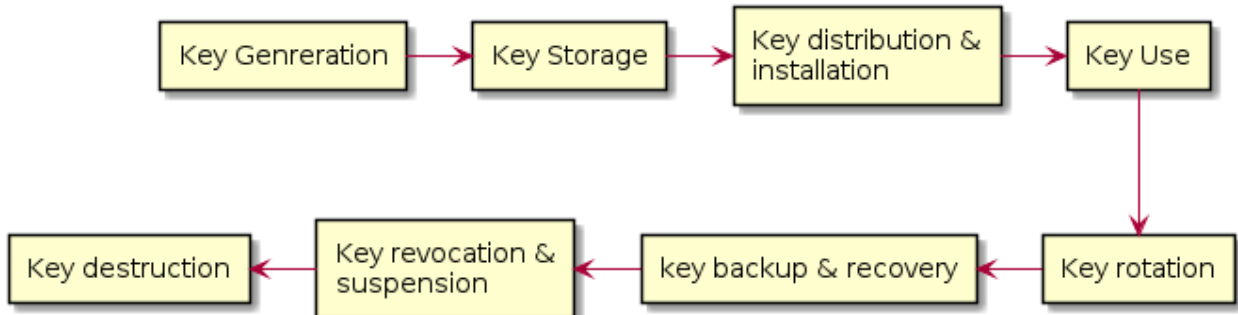 Key Genreration
Key Storage
Key distribution &
installation
Key Use
Key rotation
key backup & recovery
Key revocation &
suspension
Key destruction